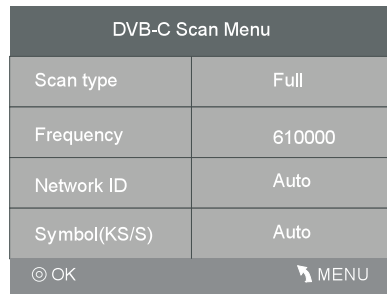 DVB-C Scan Menu
Scan type Full
Frequency 610000
Network ID Auto
Symbol(KS/S) Auto
OK MENU